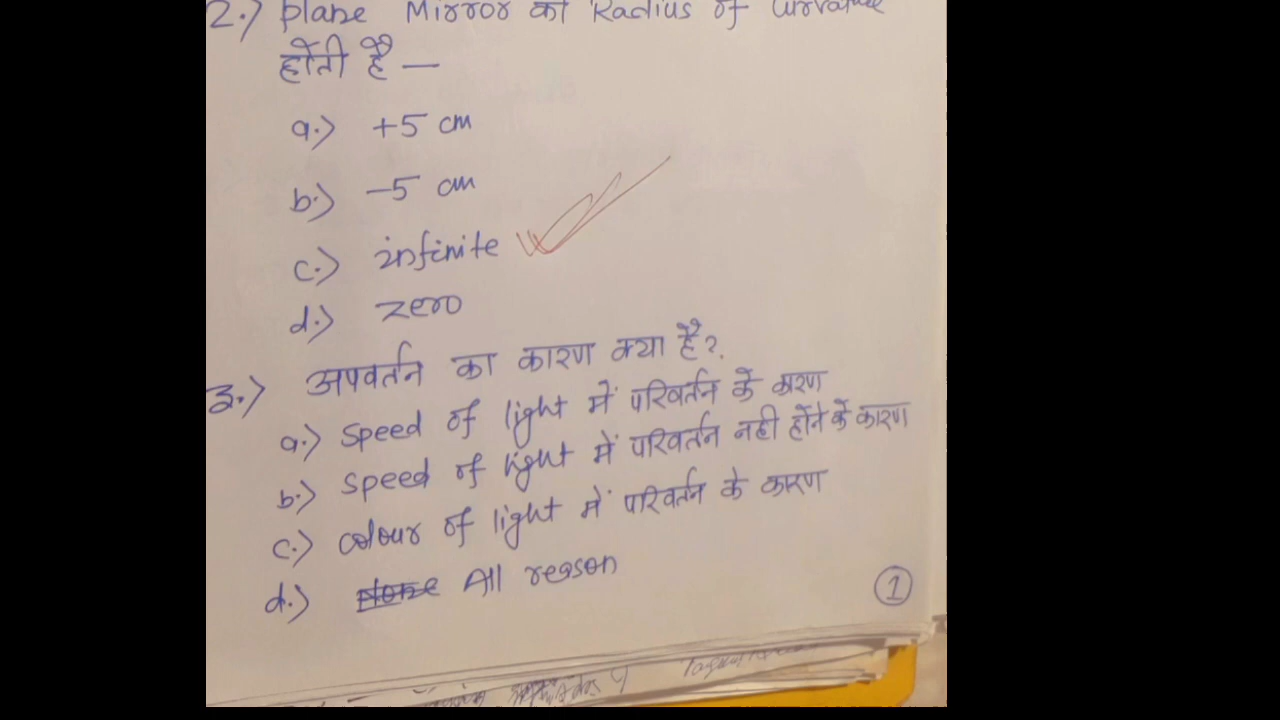 2.) plane Mirror की Radius of curvature
होती है —
a.) +5 cm
b.) -5 cm
c.) infinite
d.) zero
3.) अपवर्तन का कारण क्या है?
a.) speed of light में परिवर्तन के कारण
b.) speed of light में परिवर्तन नही होंने के कारण
c.) colour of light में परिवर्तन के कारण
d.) All reason
1